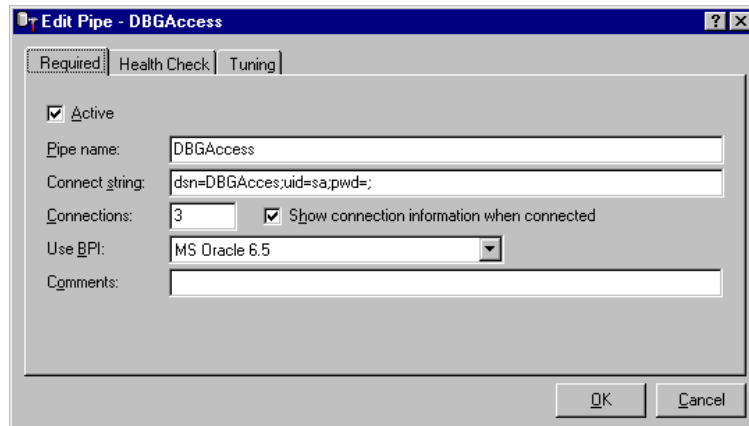 Edit Pipe - DBGAccess
Required Health Check Tuning
Active
Pipe name: DBGAccess
Connect string: dsn=DBGAcces;uid=sa;pwd=;
Connections: 3 Show connection information when connected
Use BPI: MS Oracle 6.5
Comments:
OK Cancel